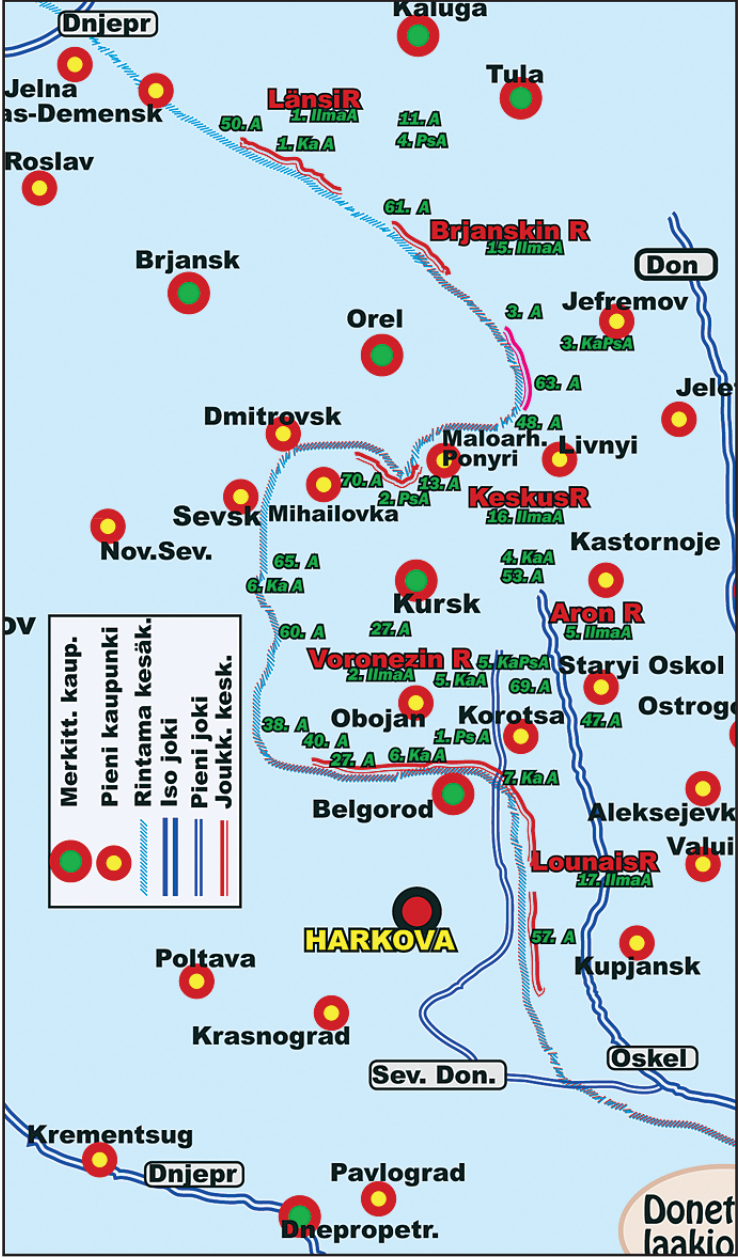 Kaluga
Dnjepr
Jelna
as-Demensk
Tula
LänsiR
1. IlmaA
50. A
1. Ka A
11. A
4. PsA
Roslav
61. A
Brjanskin R
15. IlmaA
Brjansk
Don
Orel
3. A
Jefremov
3. KaPsA
63. A
Jele
Dmitrovsk
48. A
Maloarh.
Ponyri
Livnyi
70. A
13. A
2. PsA
KeskusR
16. IlmaA
Sevsk
Mihailovka
Nov.Sev.
Kastornoje
4. KaA
53. A
65. A
6. Ka A
Kursk
Aron R
5. IlmaA
ov
60. A
27. A
Voronezin R
2. IlmaA
5. KaA
5. KaPsA
69. A
Staryi Oskol
Obojan
Korotsa
47. A
Ostrogo
38. A
40. A
27. A
6. Ka A
1. Ps A
7. Ka A
Belgorod
Aleksejevk
Valui
Merkitt. kaup.
Pieni kaupunki
Rintama kesäk.
Iso joki
Pieni joki
Joukk. kesk.
LounaisR
17. IlmaA
HARKOVA
57. A
Kupjansk
Poltava
Krasnograd
Oskel
Sev. Don.
Krementsug
Dnjepr
Pavlograd
Dnepropetr.
Donet
laakio